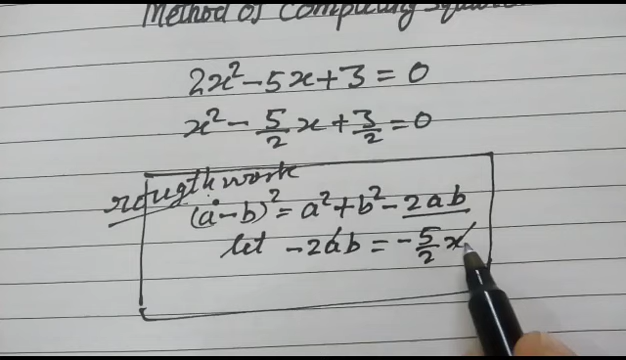 Method of Completing Square
2x² - 5x + 3 = 0
x² - 5/2 x + 3/2 = 0
rougth work
(a - b)² = a² + b² - 2ab
let - 2ab = - 5/2 x